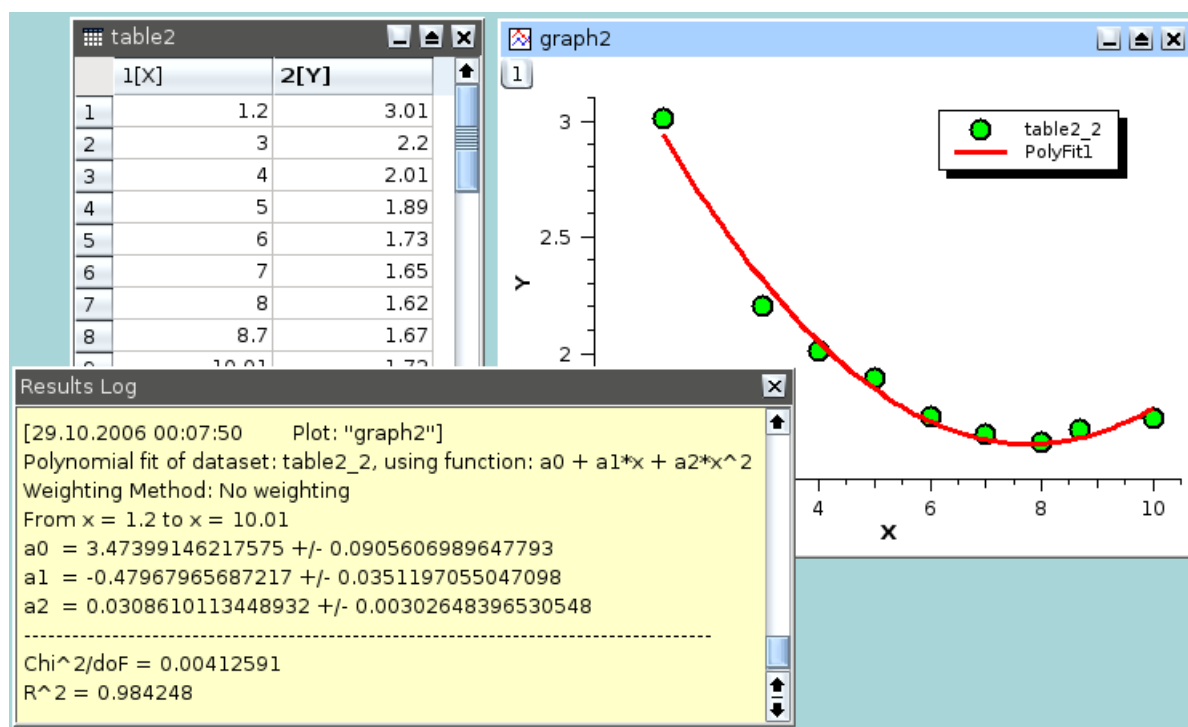 table2
1[X] 2[Y]
1 1.2 3.01
2 3 2.2
3 4 2.01
4 5 1.89
5 6 1.73
6 7 1.65
7 8 1.62
8 8.7 1.67
9 10.01 1.72
graph2
1
table2_2
PolyFit1
3
2.5
2
Y
4 6 8 10
X
Results Log
[29.10.2006 00:07:50 Plot: "graph2"]
Polynomial fit of dataset: table2_2, using function: a0 + a1*x + a2*x^2
Weighting Method: No weighting
From x = 1.2 to x = 10.01
a0 = 3.47399146217575 +/- 0.0905606989647793
a1 = -0.47967965687217 +/- 0.0351197055047098
a2 = 0.0308610113448932 +/- 0.00302648396530548
--------------------------------------------------------------------------------------
Chi^2/doF = 0.00412591
R^2 = 0.984248